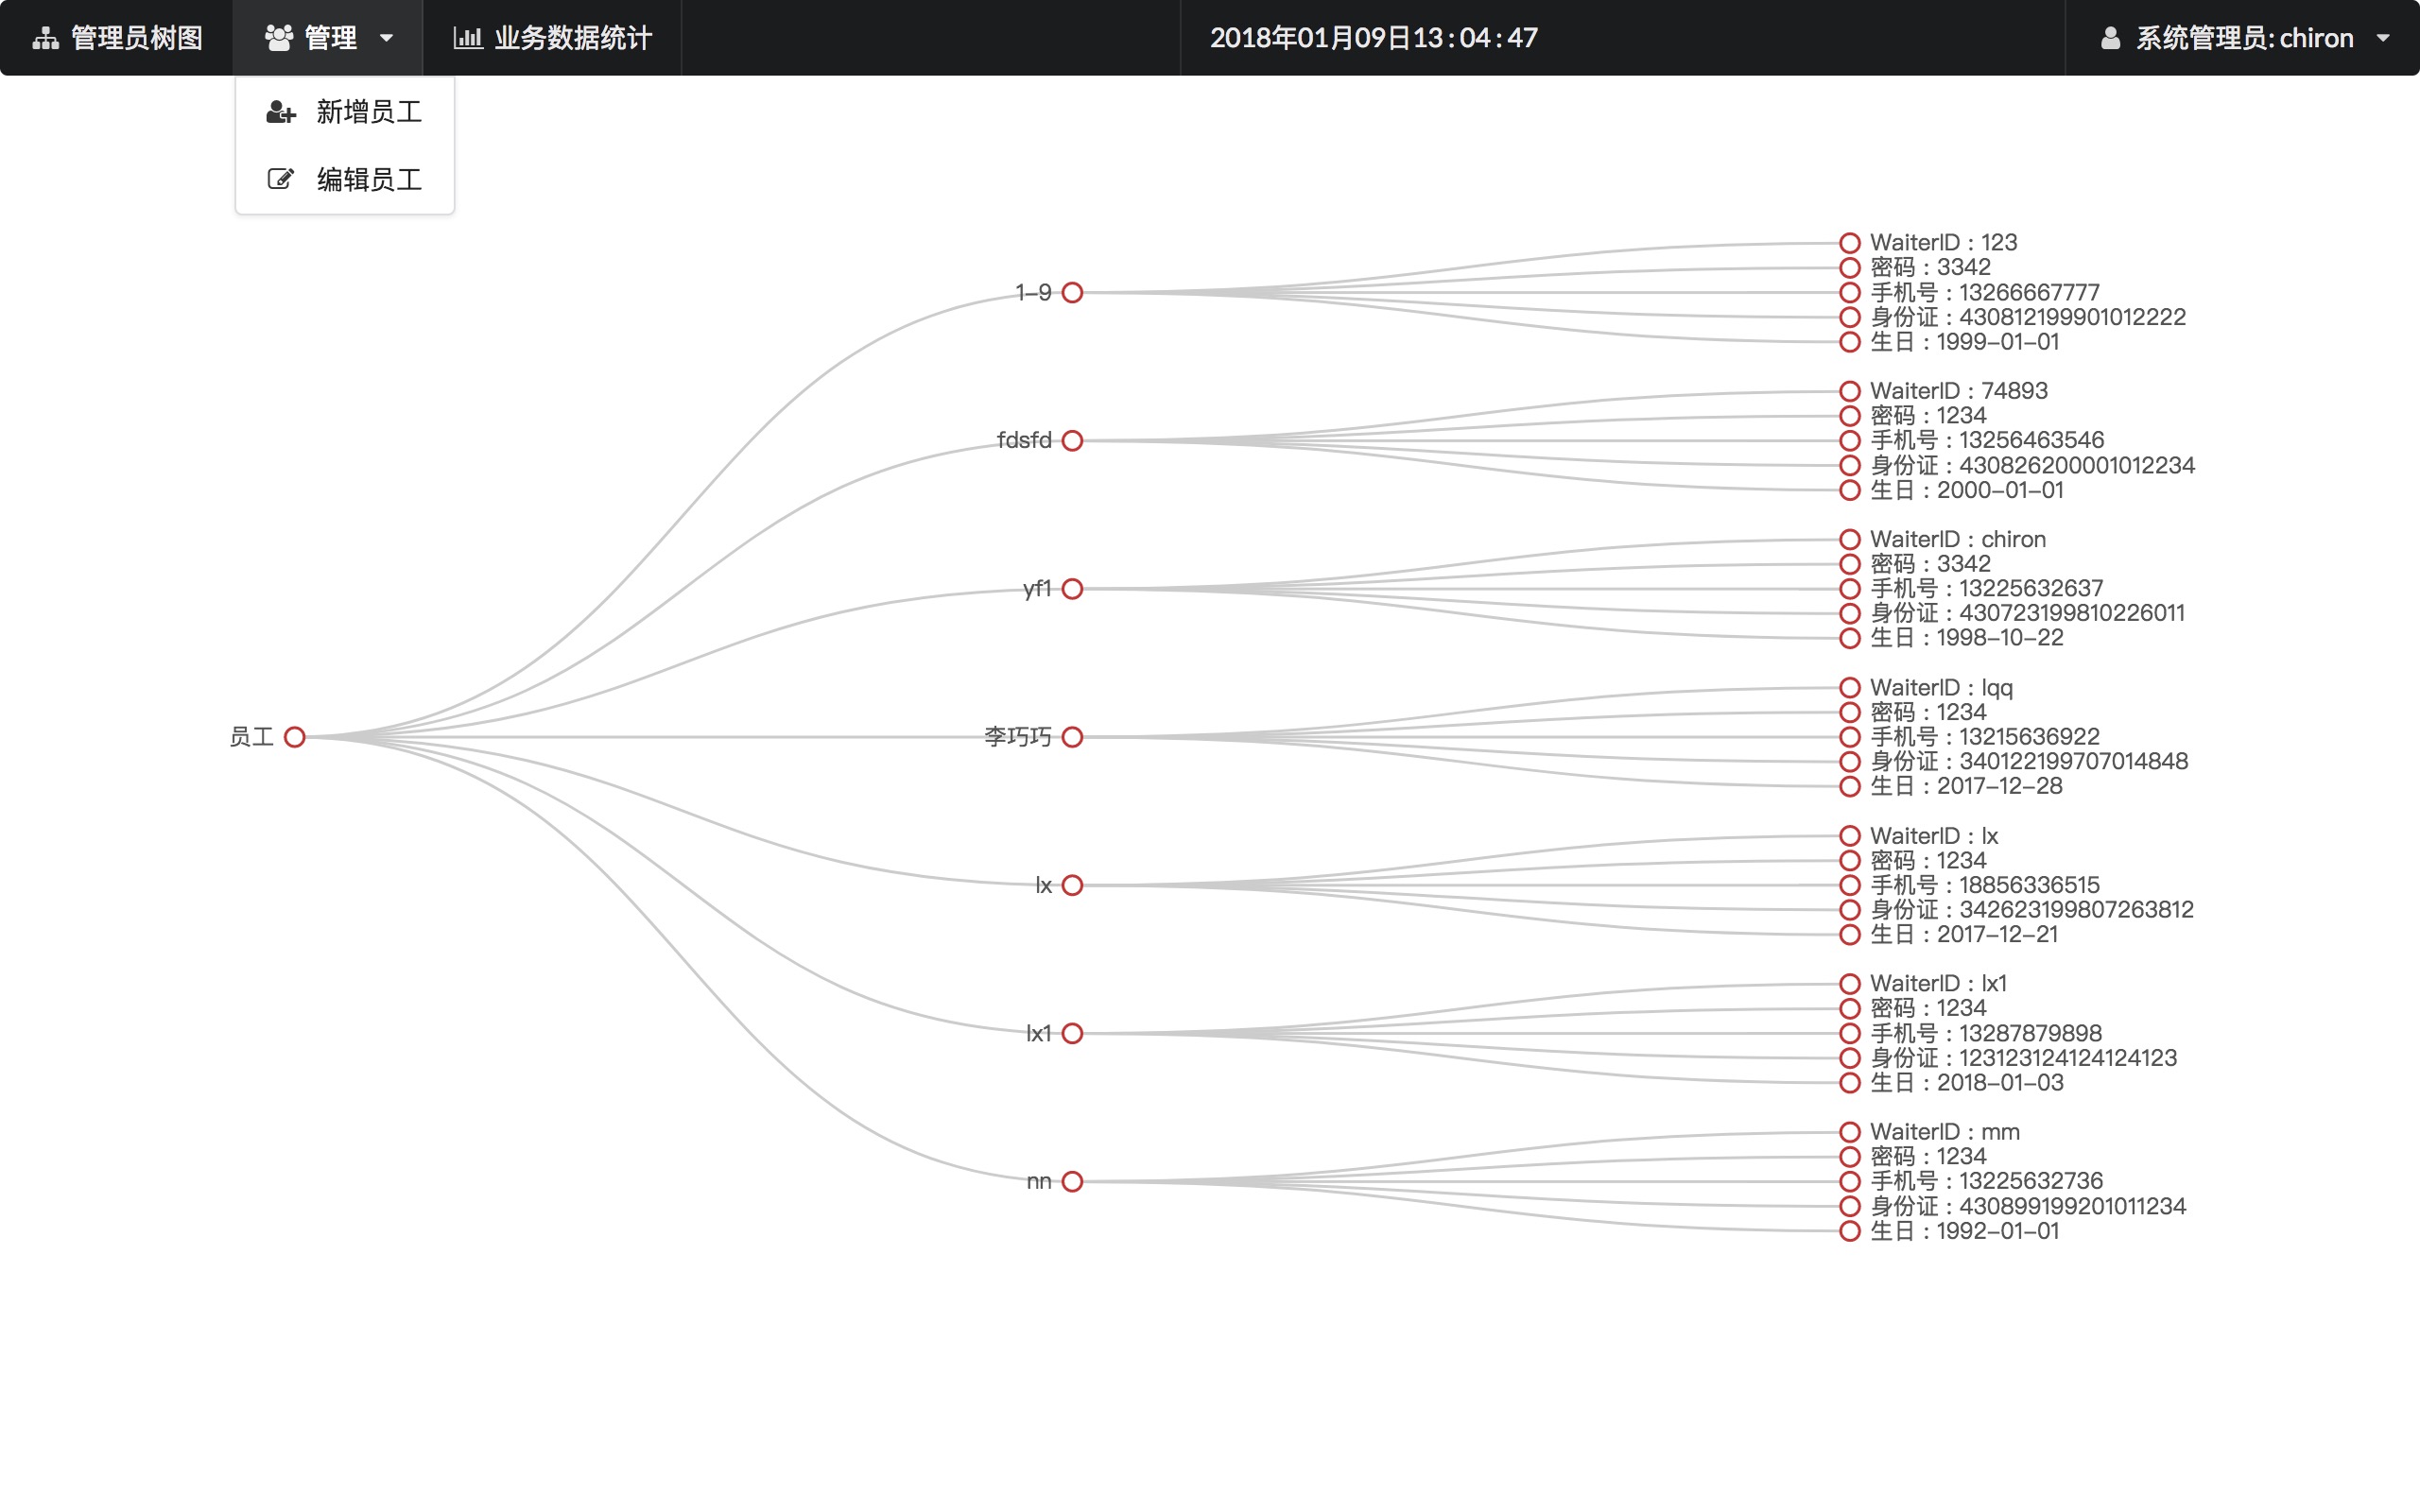 管理员树图 管理 业务数据统计 2018年01月09日13:04:47 系统管理员:chiron
新增员工
编辑员工
员工
1-9
WaiterID : 123
密码 : 3342
手机号 : 13266667777
身份证 : 430812199901012222
生日 : 1999-01-01
fdsfd
WaiterID : 74893
密码 : 1234
手机号 : 13256463546
身份证 : 430826200001012234
生日 : 2000-01-01
yf1
WaiterID : chiron
密码 : 3342
手机号 : 13225632637
身份证 : 430723199810226011
生日 : 1998-10-22
李巧巧
WaiterID : lqq
密码 : 1234
手机号 : 13215636922
身份证 : 340122199707014848
生日 : 2017-12-28
lx
WaiterID : lx
密码 : 1234
手机号 : 18856336515
身份证 : 342623199807263812
生日 : 2017-12-21
lx1
WaiterID : lx1
密码 : 1234
手机号 : 13287879898
身份证 : 123123124124124123
生日 : 2018-01-03
nn
WaiterID : mm
密码 : 1234
手机号 : 13225632736
身份证 : 430899199201011234
生日 : 1992-01-01